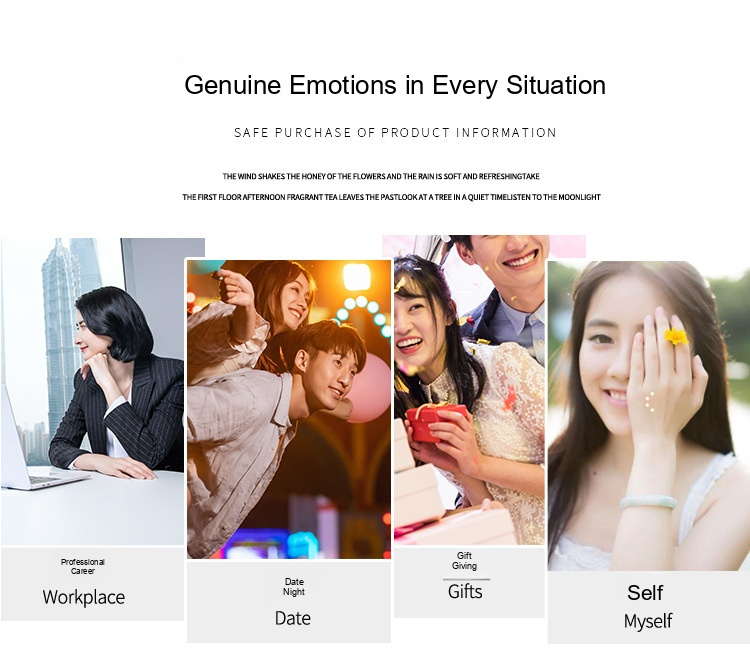 Genuine Emotions in Every Situation
SAFE PURCHASE OF PRODUCT INFORMATION
THE WIND SHAKES THE HONEY OF THE FLOWERS AND THE RAIN IS SOFT AND REFRESHINGTAKE
THE FIRST FLOOR AFTERNOON FRAGRANT TEA LEAVES THE PASTLOOK AT A TREE IN A QUIET TIMELISTEN TO THE MOONLIGHT
Professional
Career
Workplace
Date
Night
Date
Gift
Giving
Gifts
Self
Myself